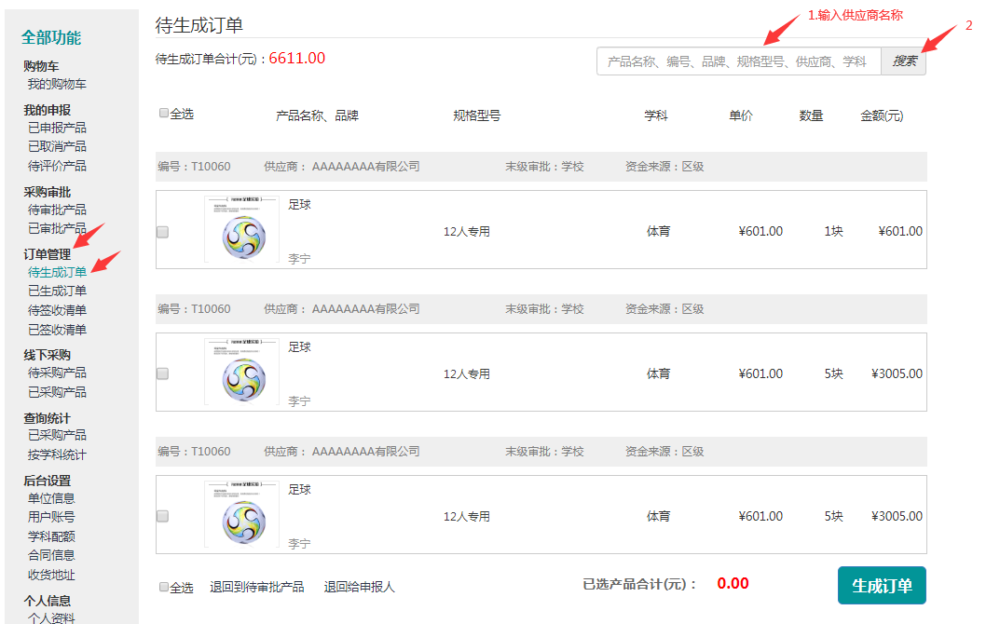 全部功能
购物车
我的购物车
我的申报
已申报产品
已取消产品
待评价产品
采购审批
待审批产品
已审批产品
订单管理
待生成订单
已生成订单
待签收清单
已签收清单
线下采购
待采购产品
已采购产品
查询统计
已采购产品
按学科统计
后台设置
单位信息
用户账号
学科配额
合同信息
收货地址
个人信息
个人资料
待生成订单
1.输入供应商名称
2
待生成订单合计(元)：6611.00
产品名称、编号、品牌、规格型号、供应商、学科 搜索
全选 产品名称、品牌 规格型号 学科 单价 数量 金额(元)
编号：T10060 供应商： AAAAAAAA有限公司 末级审批：学校 资金来源：区级
足球
12人专用 体育 ¥601.00 1块 ¥601.00
李宁
编号：T10060 供应商： AAAAAAAA有限公司 末级审批：学校 资金来源：区级
足球
12人专用 体育 ¥601.00 5块 ¥3005.00
李宁
编号：T10060 供应商： AAAAAAAA有限公司 末级审批：学校 资金来源：区级
足球
12人专用 体育 ¥601.00 5块 ¥3005.00
李宁
全选 退回到待审批产品 退回给申报人 已选产品合计(元)： 0.00 生成订单